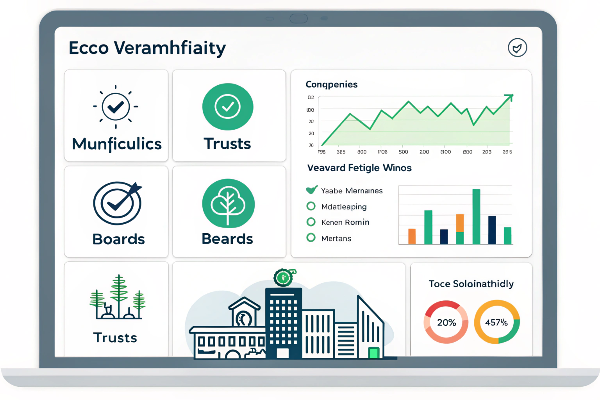 Ecco Veramhfiaity
Munficulics
Trusts
Boards
Beards
Trusts
Conqpenies
Veavard Fetigle Winos
Yaabe Mernanes
Mdatleaping
Kenen Romin
Mertans
Toce Soloinathidly
20%
457%